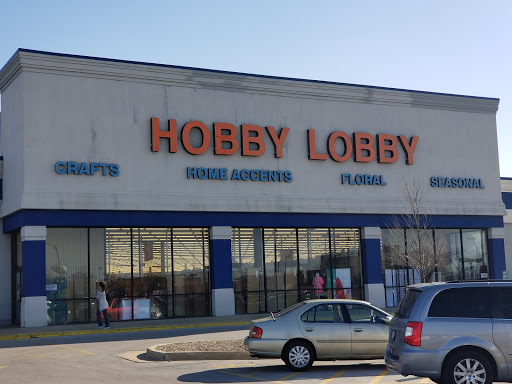 HOBBY LOBBY
CRAFTS HOME ACCENTS FLORAL SEASONAL